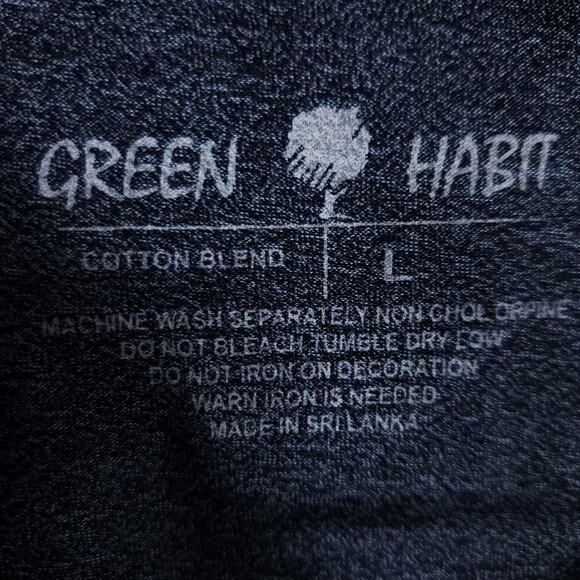 GREEN HABIT
COTTON BLEND L
MACHINE WASH SEPARATELY NON CHOLORPINE
DO NOT BLEACH TUMBLE DRY LOW
DO NOT IRON ON DECORATION
WARN IRON IS NEEDED
MADE IN SRI LANKA